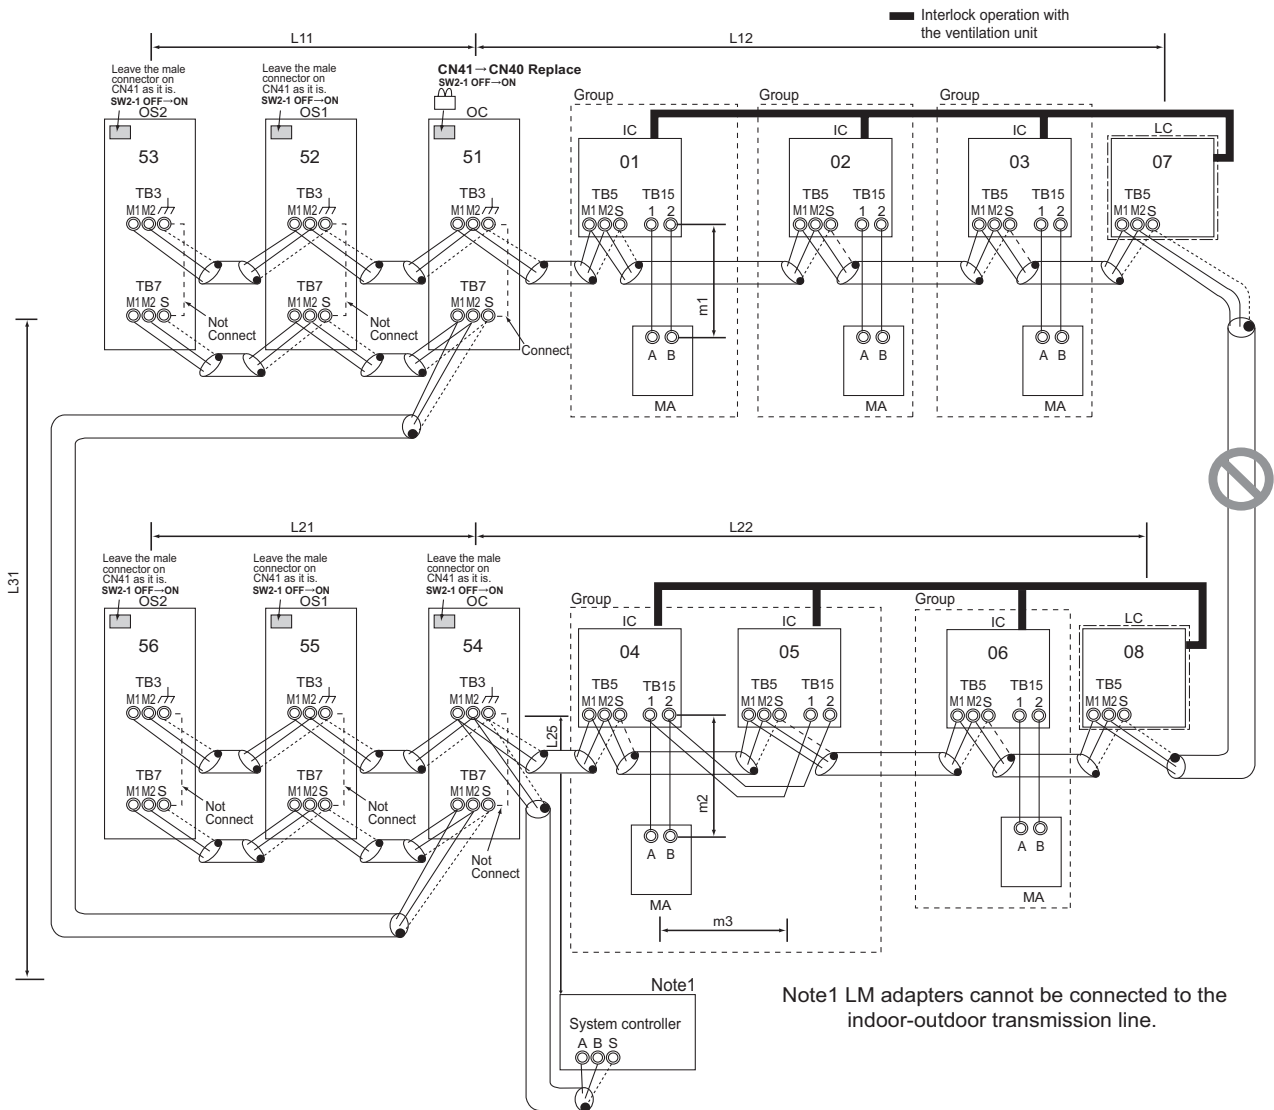 Interlock operation with
the ventilation unit
L11
L12
Leave the male
connector on
CN41 as it is.
SW2-1 OFF→ON
OS2
Leave the male
connector on
CN41 as it is.
SW2-1 OFF→ON
OS1
CN41→CN40 Replace
SW2-1 OFF→ON
OC
Group
Group
Group
IC
IC
IC
LC
53
52
51
01
02
03
07
TB3
TB3
TB3
TB5
TB15
TB5
TB15
TB5
TB15
TB5
M1 M2
M1 M2
M1 M2
M1 M2 S
1 2
M1 M2 S
1 2
M1 M2 S
1 2
M1 M2 S
TB7
TB7
TB7
M1 M2 S
M1 M2 S
M1 M2 S
Not
Connect
Not
Connect
Connect
m1
A B
A B
A B
MA
MA
MA
L31
L21
L22
Leave the male
connector on
CN41 as it is.
SW2-1 OFF→ON
OS2
Leave the male
connector on
CN41 as it is.
SW2-1 OFF→ON
OS1
Leave the male
connector on
CN41 as it is.
SW2-1 OFF→ON
OC
Group
Group
IC
IC
IC
LC
56
55
54
04
05
06
08
TB3
TB3
TB3
TB5
TB15
TB5
TB15
TB5
TB15
TB5
M1 M2
M1 M2
M1 M2
M1 M2 S
1 2
M1 M2 S
1 2
M1 M2 S
1 2
M1 M2 S
L25
TB7
TB7
TB7
M1 M2 S
M1 M2 S
M1 M2 S
Not
Connect
Not
Connect
Not
Connect
m2
A B
A B
MA
MA
m3
Note1
System controller
A B S
Note1 LM adapters cannot be connected to the
indoor-outdoor transmission line.